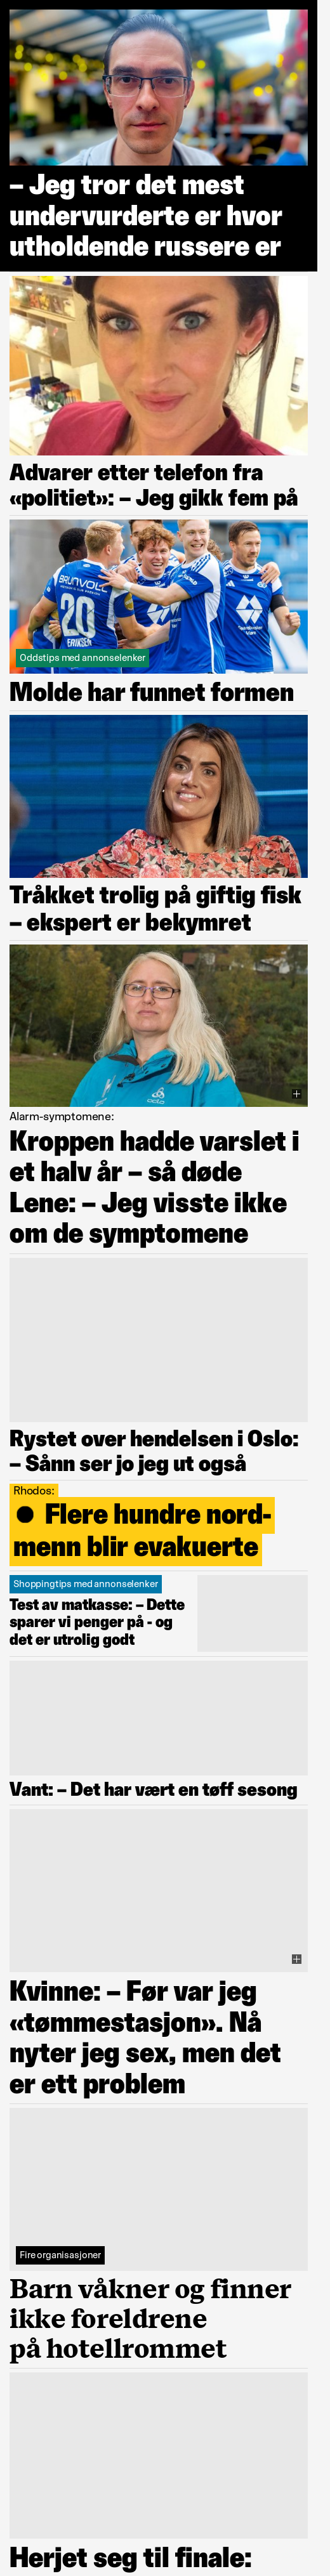 – Jeg tror det mest
undervurderte er hvor
utholdende russere er
Advarer etter telefon fra
«politiet»: – Jeg gikk fem på
BRUNVOLL
20
ERIKSEN
Oddstips med annonselenker
Molde har funnet formen
Tråkket trolig på giftig fisk
– ekspert er bekymret
Alarm-symptomene:
Kroppen hadde varslet i
et halv år – så døde
Lene: – Jeg visste ikke
om de symptomene
Rystet over hendelsen i Oslo:
– Sånn ser jo jeg ut også
Rhodos:
● Flere hundre nord-
menn blir evakuerte
Shoppingtips med annonselenker
Test av matkasse: – Dette
sparer vi penger på - og
det er utrolig godt
Vant: – Det har vært en tøff sesong
Kvinne: – Før var jeg
«tømmestasjon». Nå
nyter jeg sex, men det
er ett problem
Fire organisasjoner
Barn våkner og finner
ikke foreldrene
på hotellrommet
Herjet seg til finale: